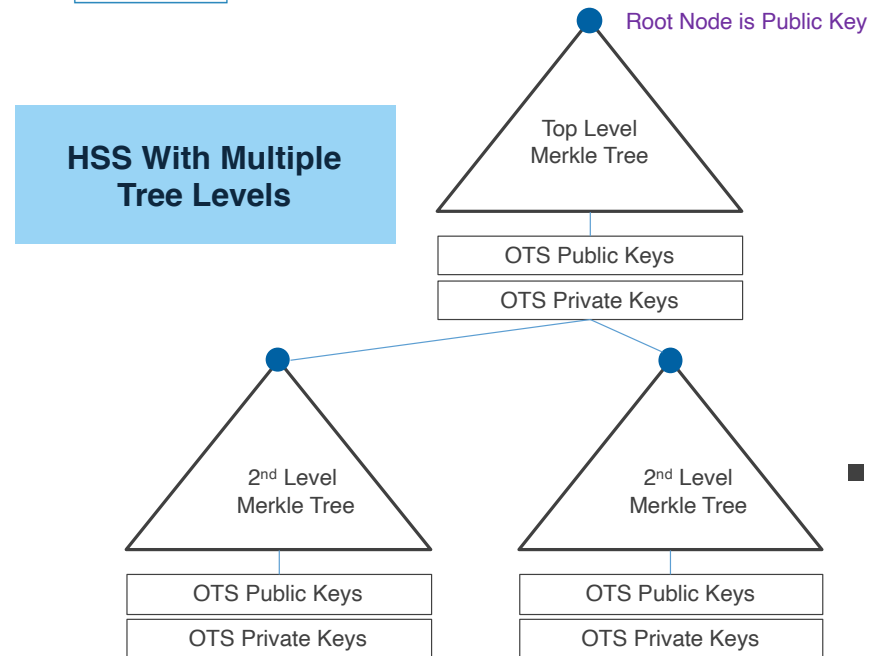 Root Node is Public Key
HSS With Multiple
Tree Levels
Top Level
Merkle Tree
OTS Public Keys
OTS Private Keys
2nd Level
Merkle Tree
2nd Level
Merkle Tree
OTS Public Keys
OTS Private Keys
OTS Public Keys
OTS Private Keys